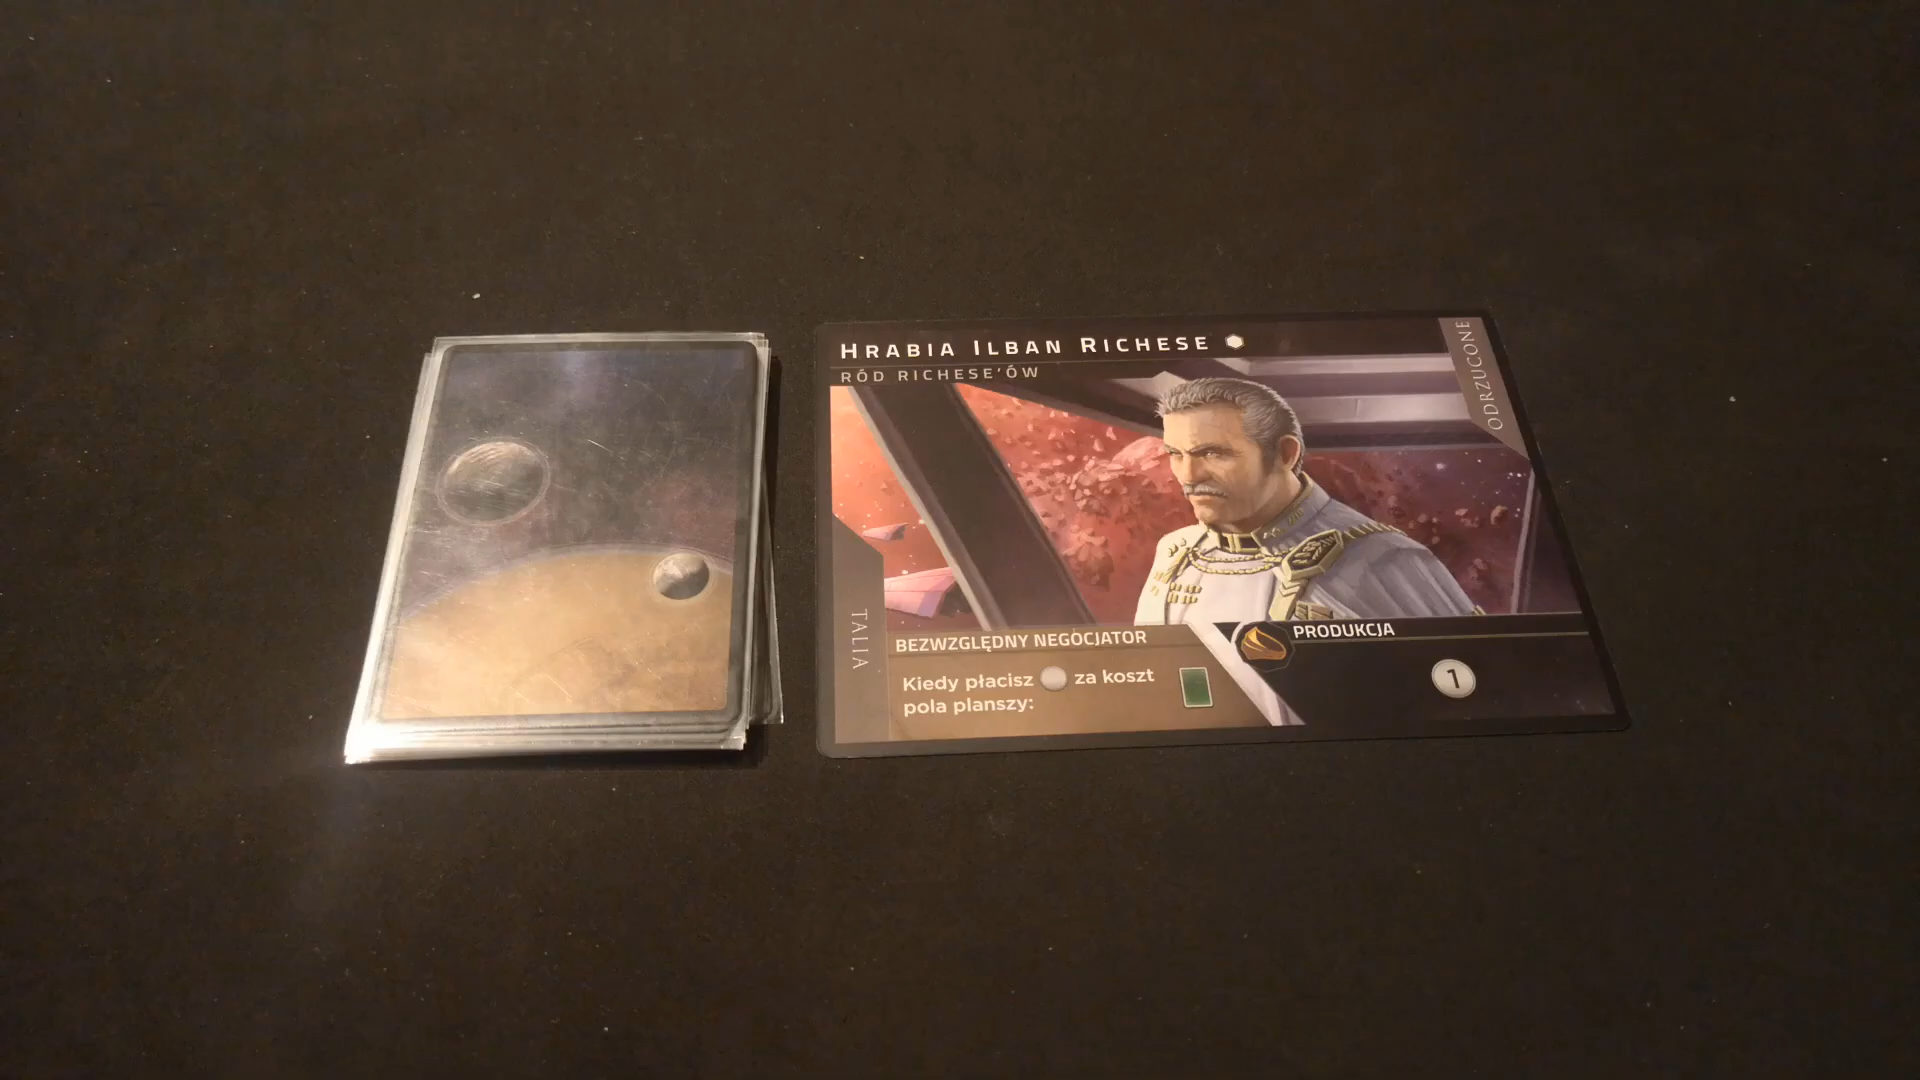 HRABIA ILBAN RICHESE
RÓD RICHESE'ÓW
ODRZUCONE
TALIA
BEZWZGLĘDNY NEGOCJATOR
Kiedy płacisz za koszt
pola planszy:
PRODUKCJA
1